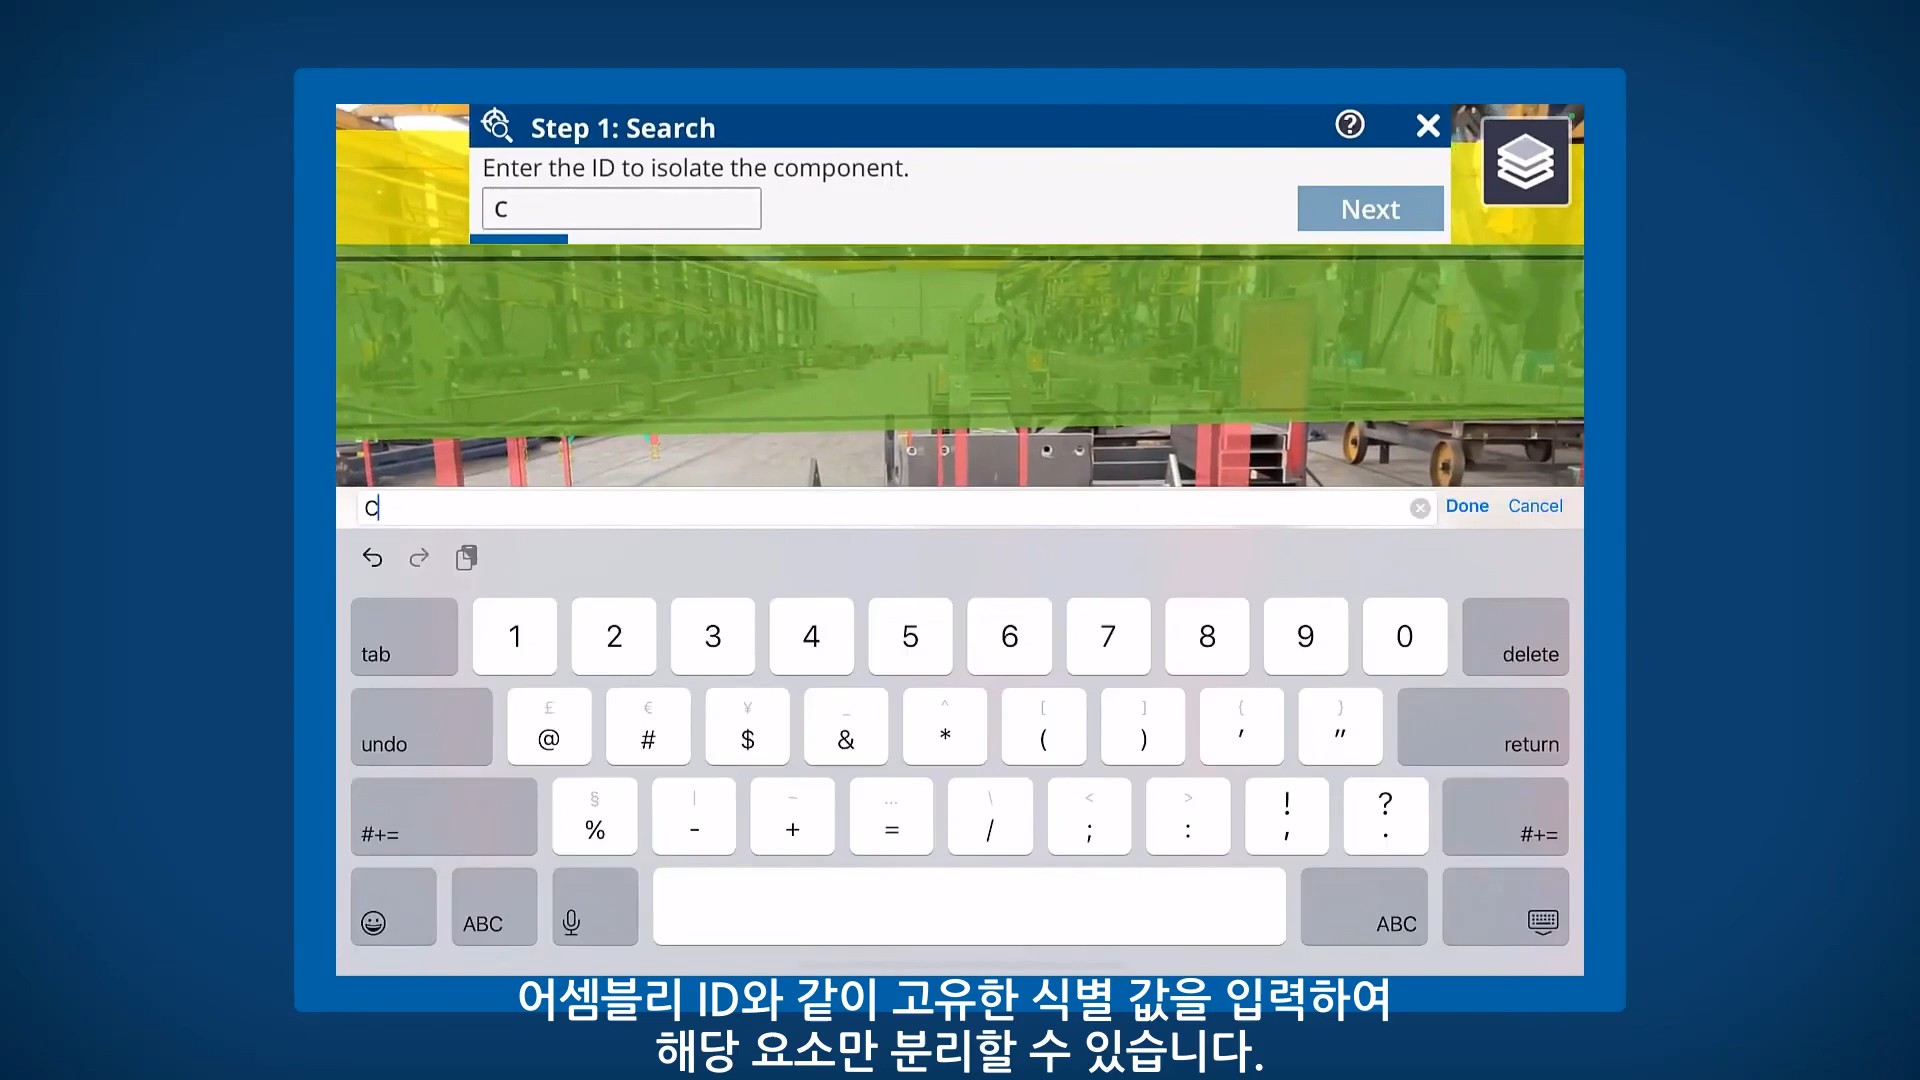 Step 1: Search
Enter the ID to isolate the component.
C
Next
C
Done Cancel
tab 1 2 3 4 5 6 7 8 9 0 delete
£ € ¥ _ ^ [ ] { }
undo @ # $ & * ( ) ' " return
§ | ~ … \ < > ! ?
#+= % - + = / ; : , . #+=
ABC ABC
어셈블리 ID와 같이 고유한 식별 값을 입력하여
해당 요소만 분리할 수 있습니다.